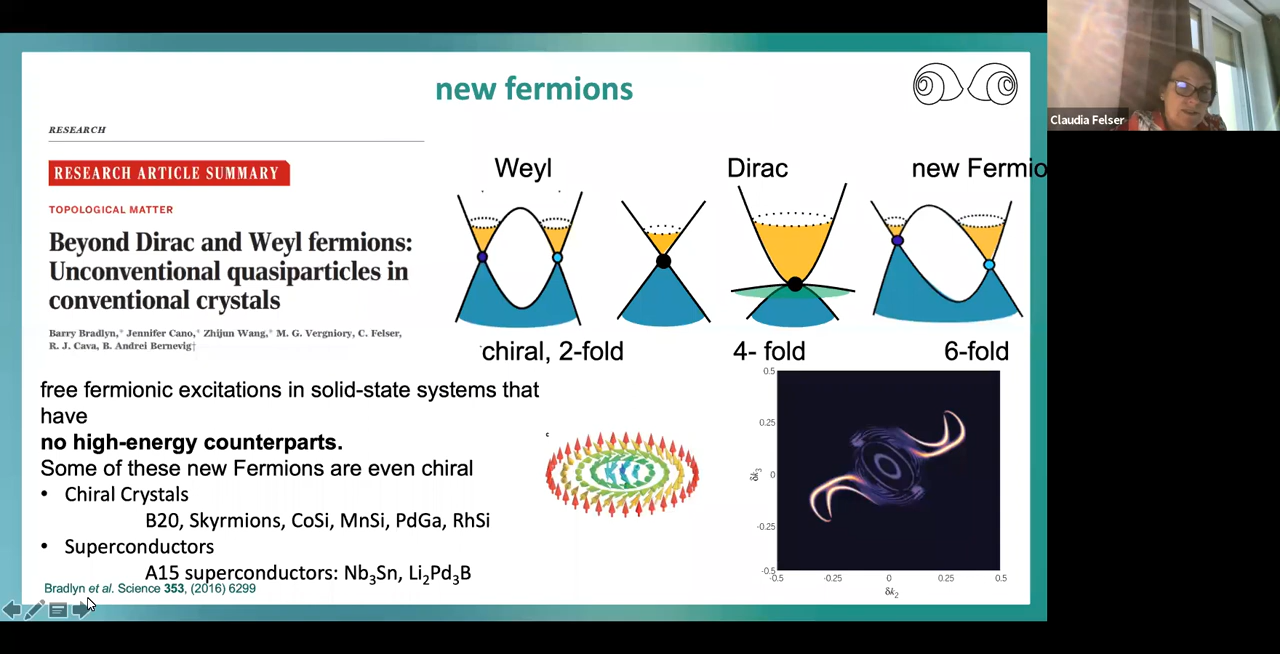 new fermions
Claudia Felser
RESEARCH
RESEARCH ARTICLE SUMMARY
TOPOLOGICAL MATTER
Beyond Dirac and Weyl fermions:
Unconventional quasiparticles in
conventional crystals
Barry Bradlyn,* Jennifer Cano,* Zhijun Wang,* M. G. Vergniory, C. Felser,
R. J. Cava, B. Andrei Bernevig†
Weyl
Dirac
new Fermio
chiral, 2-fold
4- fold
6-fold
free fermionic excitations in solid-state systems that
have
no high-energy counterparts.
Some of these new Fermions are even chiral
• Chiral Crystals
B20, Skyrmions, CoSi, MnSi, PdGa, RhSi
• Superconductors
A15 superconductors: Nb3Sn, Li2Pd3B
Bradlyn et al. Science 353, (2016) 6299
c
0.5
0.25
0
-0.25
-0.5
δk3
-0.5
-0.25
0
0.25
0.5
δk2